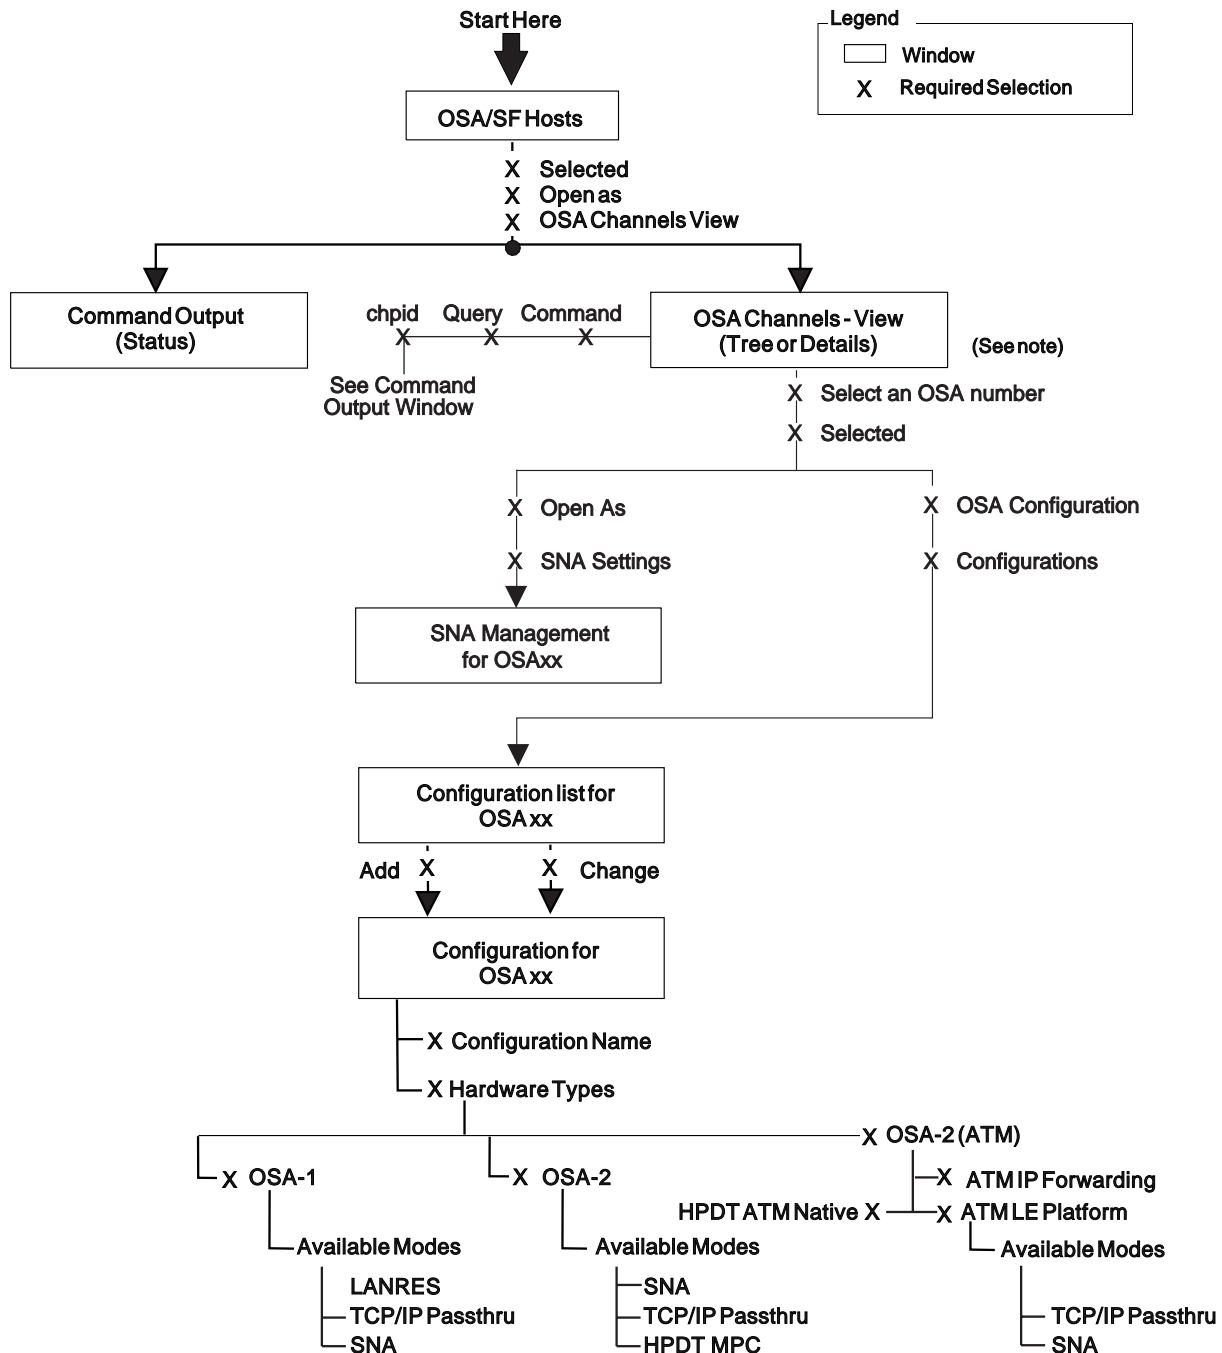 Start Here
Legend
Window
X Required Selection
OSA/SF Hosts
X Selected
X Open as
X OSA Channels View
Command Output
(Status)
chpid Query Command
X X X
See Command
Output Window
OSA Channels - View
(Tree or Details)
(See note)
X Select an OSA number
X Selected
X Open As
X OSA Configuration
X SNA Settings
X Configurations
SNA Management
for OSAxx
Configuration list for
OSA xx
Add X
X Change
Configuration for
OSA xx
X Configuration Name
X Hardware Types
X OSA-1
X OSA-2
X OSA-2 (ATM)
X ATM IP Forwarding
HPDT ATM Native X
X ATM LE Platform
Available Modes
LANRES
TCP/IP Passthru
SNA
Available Modes
SNA
TCP/IP Passthru
HPDT MPC
Available Modes
TCP/IP Passthru
SNA